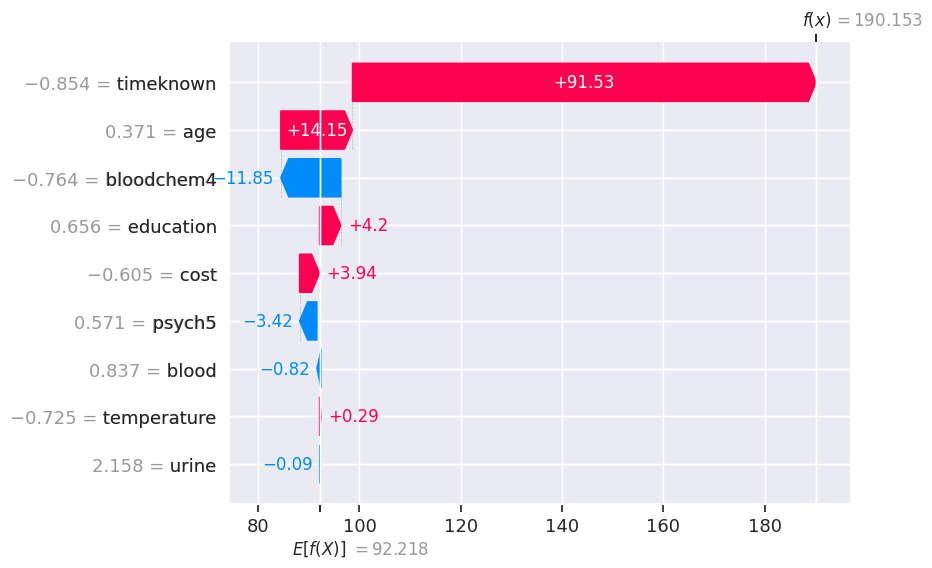 f(x) = 190.153
−0.854 = timeknown +91.53
0.371 = age +14.15
−0.764 = bloodchem4 −11.85
0.656 = education +4.2
−0.605 = cost +3.94
0.571 = psych5 −3.42
0.837 = blood −0.82
−0.725 = temperature +0.29
2.158 = urine −0.09
80 100 120 140 160 180
E[f(X)] = 92.218